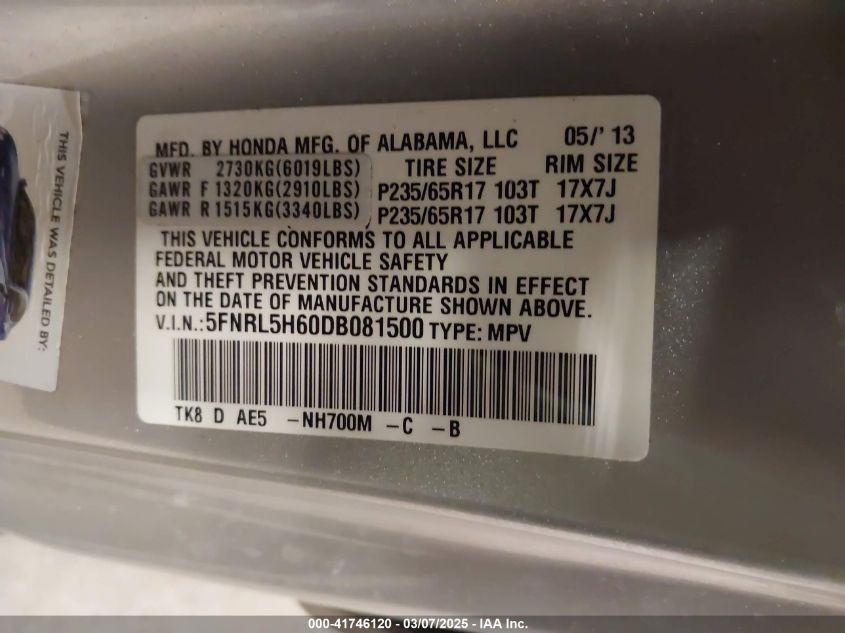 THIS VEHICLE WAS DETAILED BY:
MFD. BY HONDA MFG. OF ALABAMA, LLC 05/'13
GVWR 2730KG(6019LBS) TIRE SIZE RIM SIZE
GAWR F 1320KG(2910LBS) P235/65R17 103T 17X7J
GAWR R 1515KG(3340LBS) P235/65R17 103T 17X7J
THIS VEHICLE CONFORMS TO ALL APPLICABLE
FEDERAL MOTOR VEHICLE SAFETY
AND THEFT PREVENTION STANDARDS IN EFFECT
ON THE DATE OF MANUFACTURE SHOWN ABOVE.
V.I.N.:5FNRL5H60DB081500 TYPE: MPV
TK8 D AE5 -NH700M -C -B
000-41746120 — 03/07/2025 - IAA Inc.